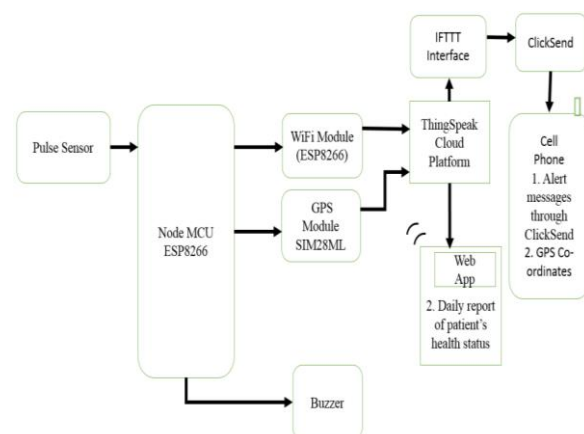 IFTTT
Interface
ClickSend
Pulse Sensor
Node MCU
ESP8266
WiFi Module
(ESP8266)
GPS
Module
SIM28ML
ThingSpeak
Cloud
Platform
Cell
Phone
1. Alert
messages
through
ClickSend
2. GPS Co-
ordinates
Web
App
2. Daily report
of patient's
health status
Buzzer